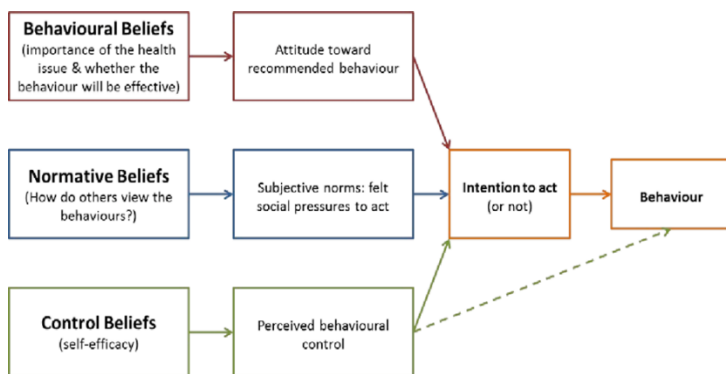 Behavioural Beliefs
(importance of the health
issue & whether the
behaviour will be effective)
Attitude toward
recommended behaviour
Normative Beliefs
(How do others view the
behaviours?)
Subjective norms: felt
social pressures to act
Intention to act
(or not)
Behaviour
Control Beliefs
(self-efficacy)
Perceived behavioural
control